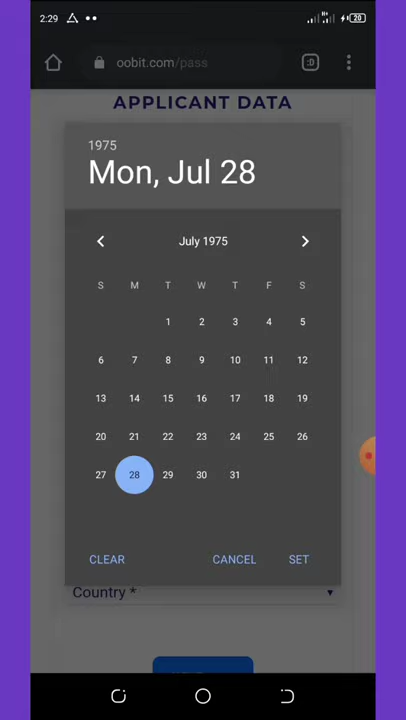 2:29
20
oobit.com/pass
:D
APPLICANT DATA
1975
Mon, Jul 28
July 1975
S M T W T F S
1 2 3 4 5
6 7 8 9 10 11 12
13 14 15 16 17 18 19
20 21 22 23 24 25 26
27 28 29 30 31
CLEAR CANCEL SET
Country *